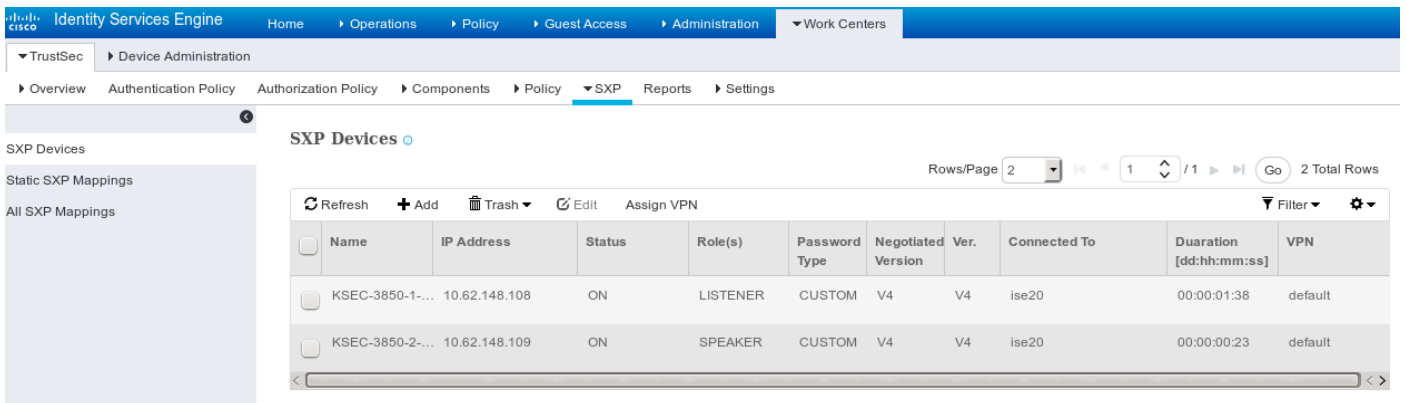 cisco Identity Services Engine Home Operations Policy Guest Access Administration Work Centers
TrustSec Device Administration
Overview Authentication Policy Authorization Policy Components Policy SXP Reports Settings
SXP Devices
Static SXP Mappings
All SXP Mappings
SXP Devices
Rows/Page 2 1 / 1 Go 2 Total Rows
Refresh Add Trash Edit Assign VPN Filter
Name IP Address Status Role(s) Password Type Negotiated Version Ver. Connected To Duaration [dd:hh:mm:ss] VPN
KSEC-3850-1-... 10.62.148.108 ON LISTENER CUSTOM V4 V4 ise20 00:00:01:38 default
KSEC-3850-2-... 10.62.148.109 ON SPEAKER CUSTOM V4 V4 ise20 00:00:00:23 default